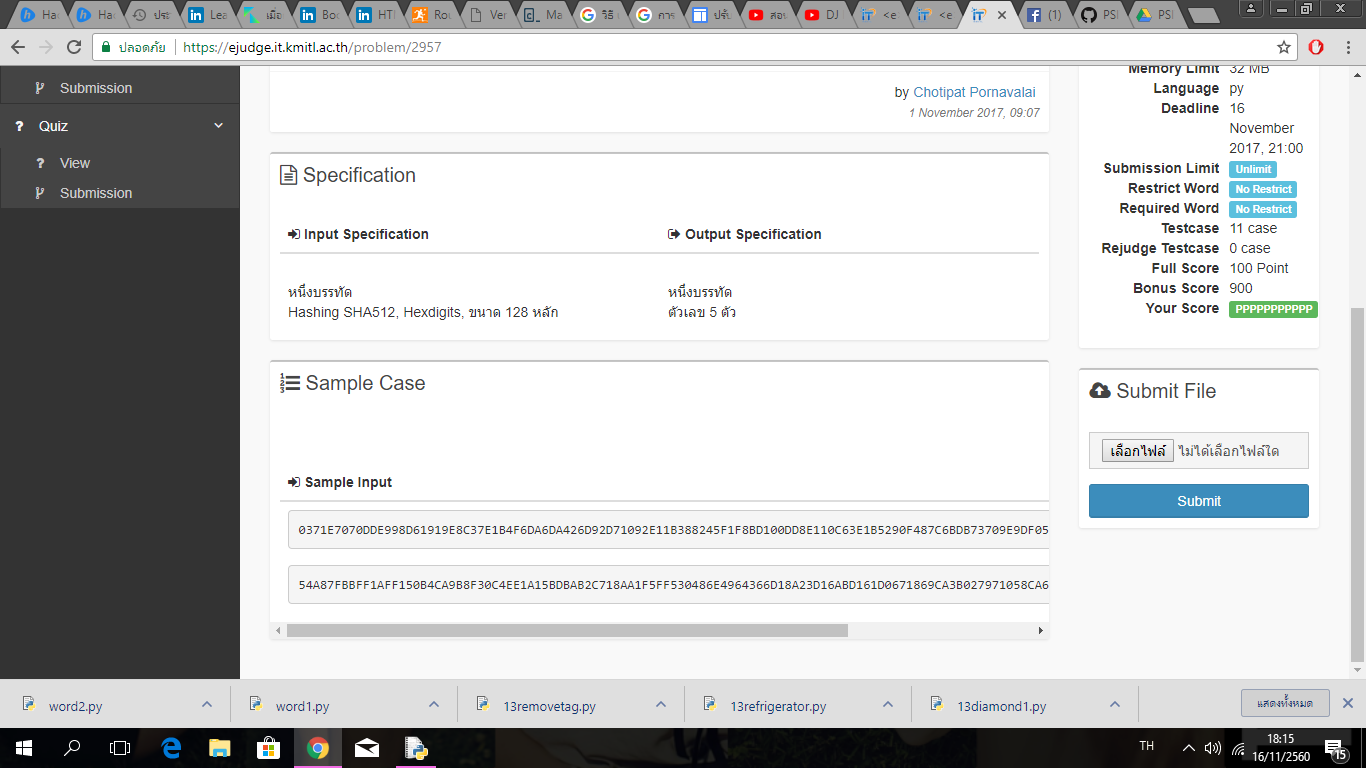 Ha
Ha
ประ
Lea
เมื่อ
Boo
HTI
Rou
Ver
Ma
วิธี
การ
ปรับ
สอน
DJ
<e
<e
(1)
PSI
PSI
ปลอดภัย
https://ejudge.it.kmitl.ac.th/problem/2957
Submission
Quiz
View
Submission
by Chotipat Pornavalai
1 November 2017, 09:07
Specification
Input Specification
Output Specification
หนึ่งบรรทัด
Hashing SHA512, Hexdigits, ขนาด 128 หลัก
หนึ่งบรรทัด
ตัวเลข 5 ตัว
Sample Case
Sample Input
0371E7070DDE998D61919E8C37E1B4F6DA6DA426D92D71092E11B388245F1F8BD100DD8E110C63E1B5290F487C6BDB73709E9DF05
54A87FBBFF1AFF150B4CA9B8F30C4EE1A15BDBAB2C718AA1F5FF530486E4964366D18A23D16ABD161D0671869CA3B027971058CA6
Memory Limit 32 MB
Language py
Deadline 16
November
2017, 21:00
Submission Limit Unlimit
Restrict Word No Restrict
Required Word No Restrict
Testcase 11 case
Rejudge Testcase 0 case
Full Score 100 Point
Bonus Score 900
Your Score PPPPPPPPPPP
Submit File
เลือกไฟล์ ไม่ได้เลือกไฟล์ใด
Submit
word2.py
word1.py
13removetag.py
13refrigerator.py
13diamond1.py
แสดงทั้งหมด
TH
18:15
16/11/2560
15